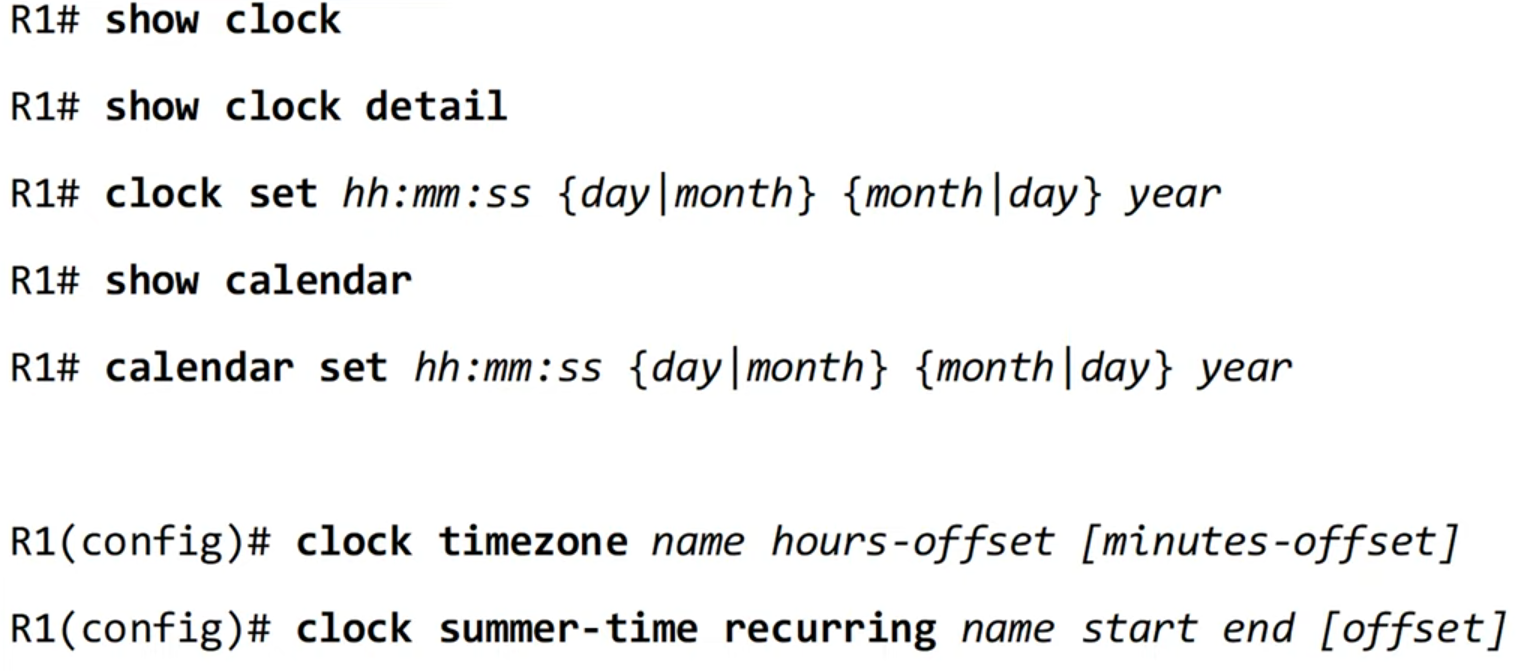 R1# show clock
R1# show clock detail
R1# clock set hh:mm:ss {day|month} {month|day} year
R1# show calendar
R1# calendar set hh:mm:ss {day|month} {month|day} year
R1(config)# clock timezone name hours-offset [minutes-offset]
R1(config)# clock summer-time recurring name start end [offset]